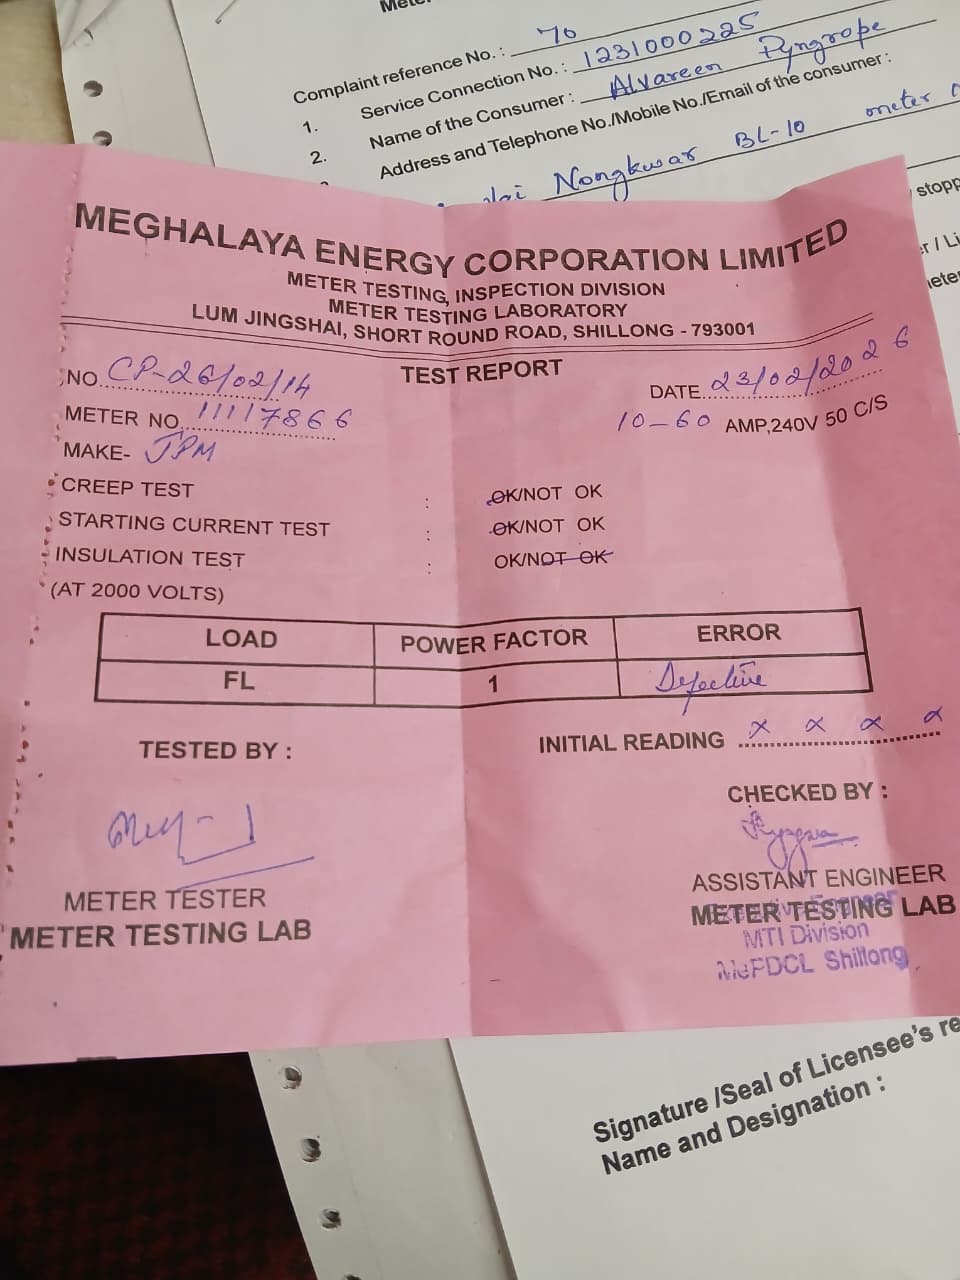 Complaint reference No. : 70
1. Service Connection No. : 1231000225
2. Name of the Consumer : Alvareen Pyngrope
Address and Telephone No./Mobile No./Email of the consumer :
Nongkwar BL-10 meter
MEGHALAYA ENERGY CORPORATION LIMITED
METER TESTING, INSPECTION DIVISION
METER TESTING LABORATORY
LUM JINGSHAI, SHORT ROUND ROAD, SHILLONG - 793001
TEST REPORT
NO. CP-26/02/14 DATE. 23/02/2026
METER NO. 11117866 10-60 AMP,240V 50 C/S
MAKE- JPM
CREEP TEST : OK/NOT OK
STARTING CURRENT TEST : OK/NOT OK
INSULATION TEST : OK/NOT OK
(AT 2000 VOLTS)
LOAD POWER FACTOR ERROR
FL 1 Defective
INITIAL READING x x x x
TESTED BY :
CHECKED BY :
METER TESTER
METER TESTING LAB
ASSISTANT ENGINEER
METER TESTING LAB
MTI Division
MePDCL Shillong
Signature /Seal of Licensee's re
Name and Designation :